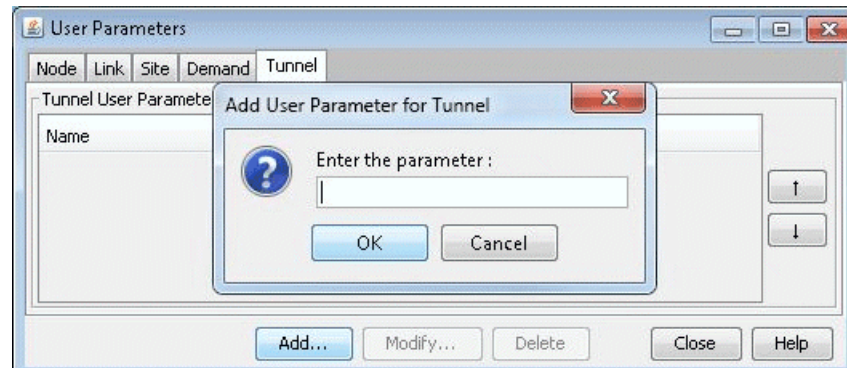 User Parameters
Node Link Site Demand Tunnel
Tunnel User Paramete
Add User Parameter for Tunnel
Name
Enter the parameter :
OK Cancel
Add... Modify... Delete Close Help